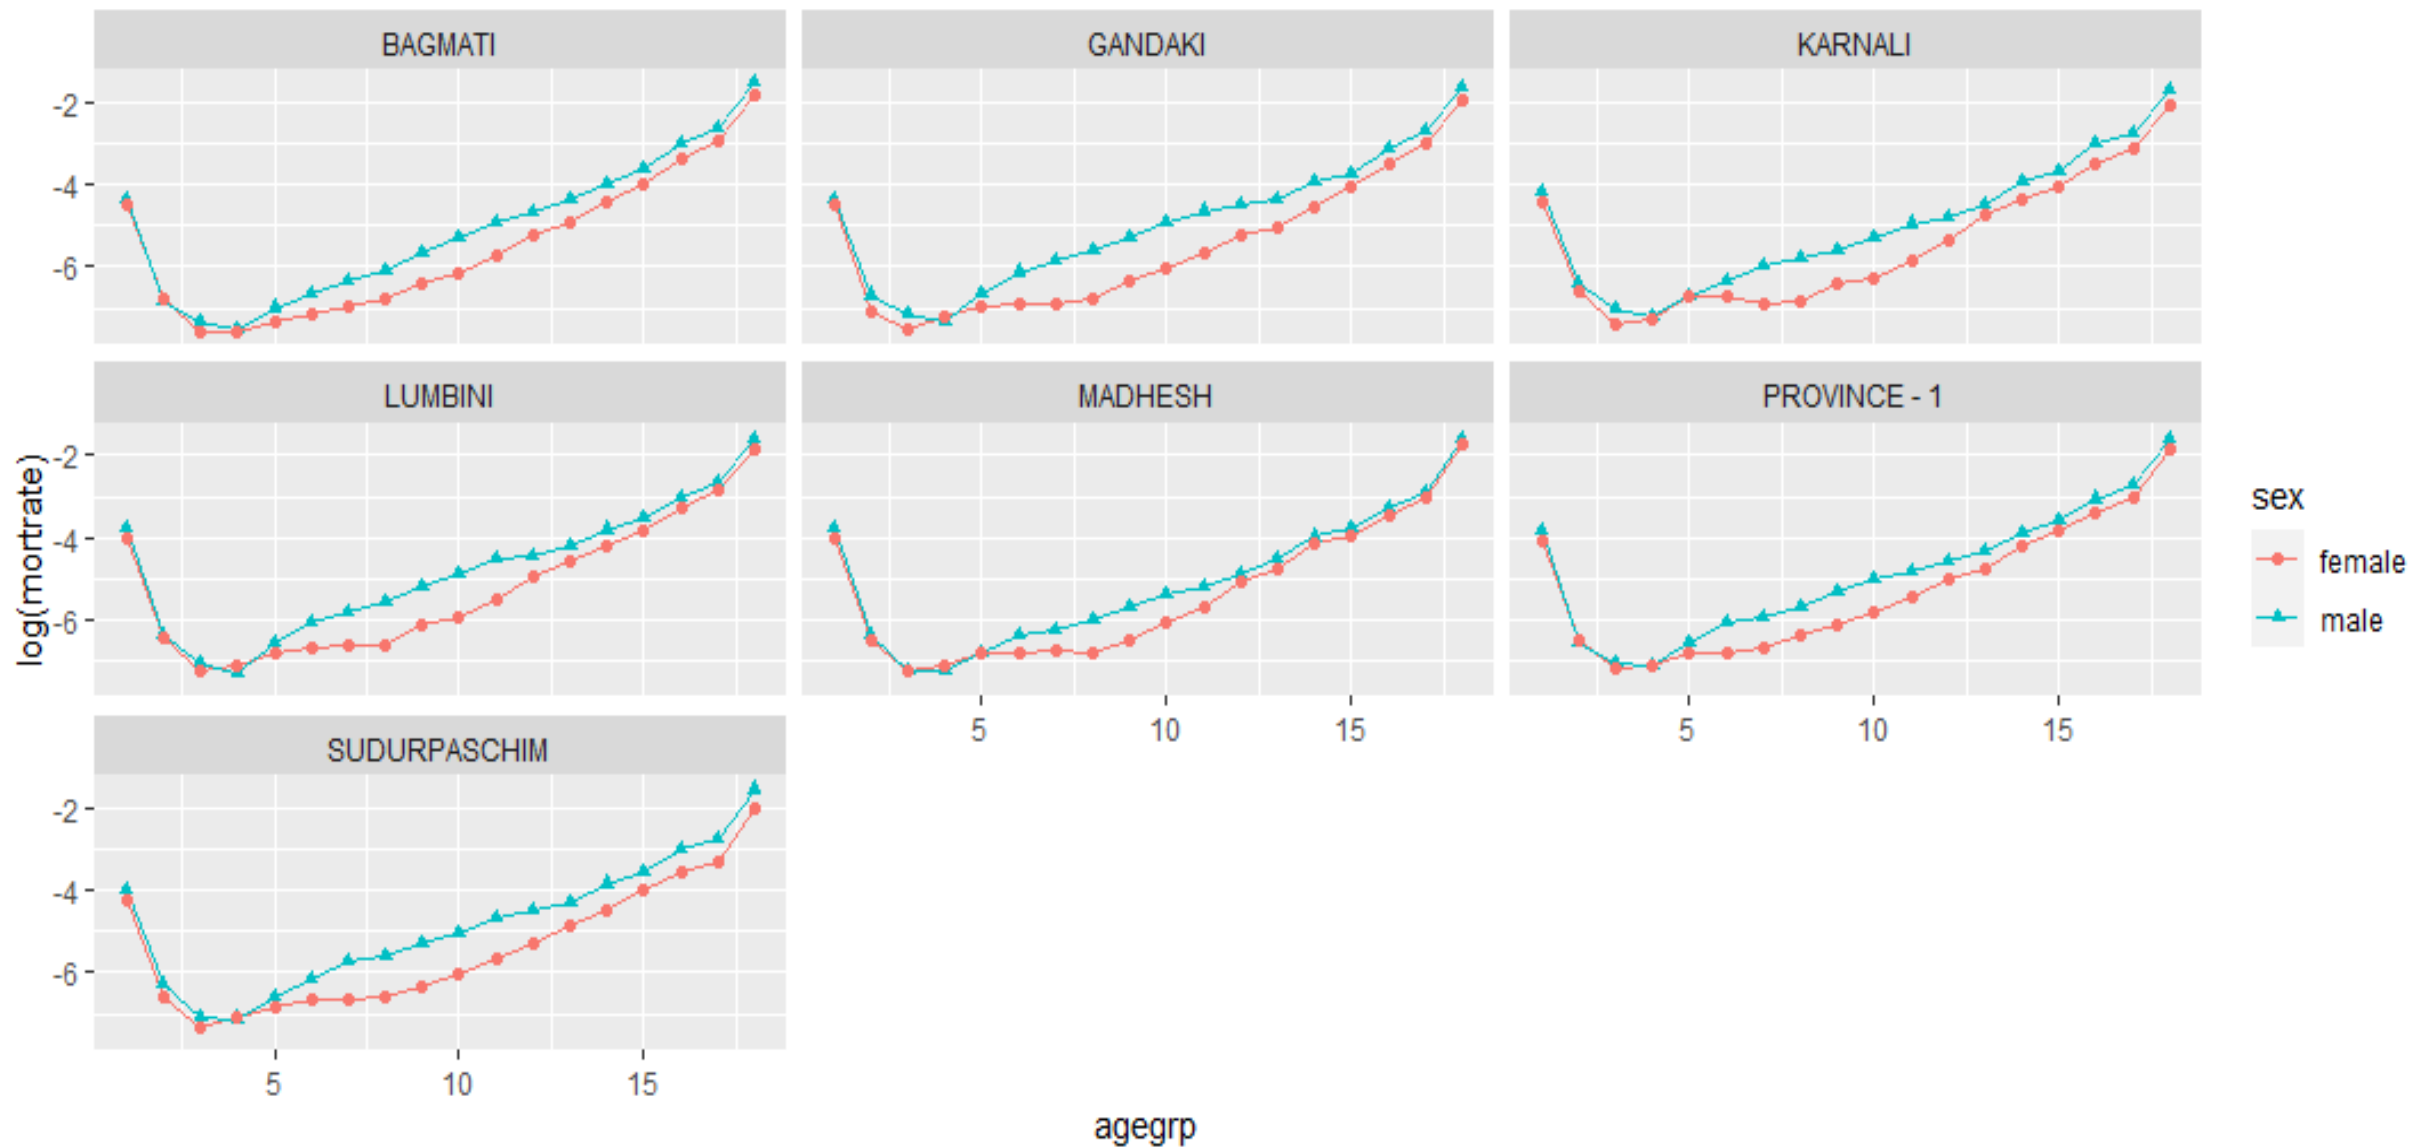 BAGMATI GANDAKI KARNALI
-2
-4
-6
LUMBINI MADHESH PROVINCE - 1
-2
-4
-6
5 10 15 5 10 15
SUDURPASCHIM
-2
-4
-6
5 10 15
log(mortrate)
agegrp
sex
female
male